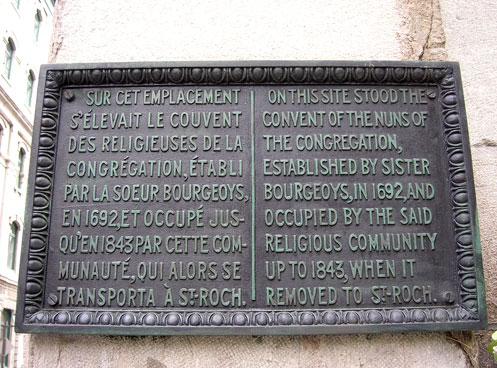 SUR CET EMPLACEMENT
S'ÉLEVAIT LE COUVENT
DES RELIGIEUSES DE LA
CONGRÉGATION, ÉTABLI
PAR LA SOEUR BOURGEOYS,
EN 1692, ET OCCUPÉ JUS-
QU'EN 1843 PAR CETTE COM-
MUNAUTÉ, QUI ALORS SE
TRANSPORTA À ST-ROCH.
ON THIS SITE STOOD THE
CONVENT OF THE NUNS OF
THE CONGREGATION,
ESTABLISHED BY SISTER
BOURGEOYS, IN 1692, AND
OCCUPIED BY THE SAID
RELIGIOUS COMMUNITY
UP TO 1843, WHEN IT
REMOVED TO ST-ROCH.